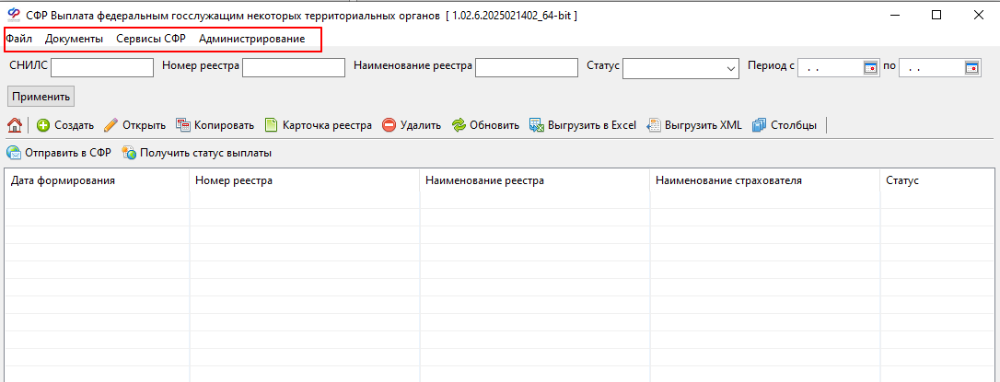 СФР Выплата федеральным госслужащим некоторых территориальных органов [ 1.02.6.2025021402_64-bit ]
Файл Документы Сервисы СФР Администрирование
СНИЛС Номер реестра Наименование реестра Статус Период с . . по . .
Применить
Создать Открыть Копировать Карточка реестра Удалить Обновить Выгрузить в Excel Выгрузить XML Столбцы
Отправить в СФР Получить статус выплаты
Дата формирования Номер реестра Наименование реестра Наименование страхователя Статус